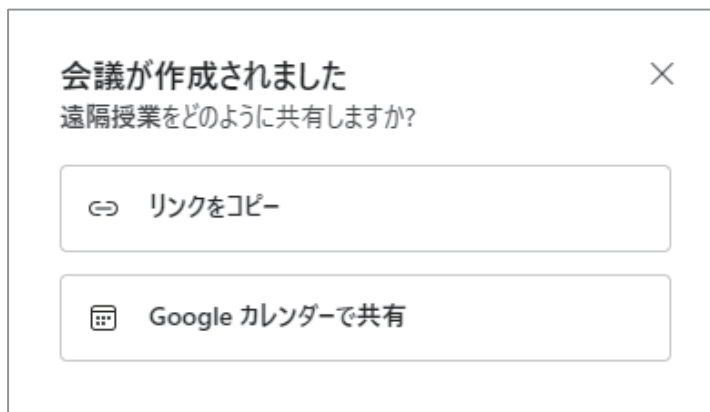 会議が作成されました
遠隔授業をどのように共有しますか?
リンクをコピー
Google カレンダーで共有